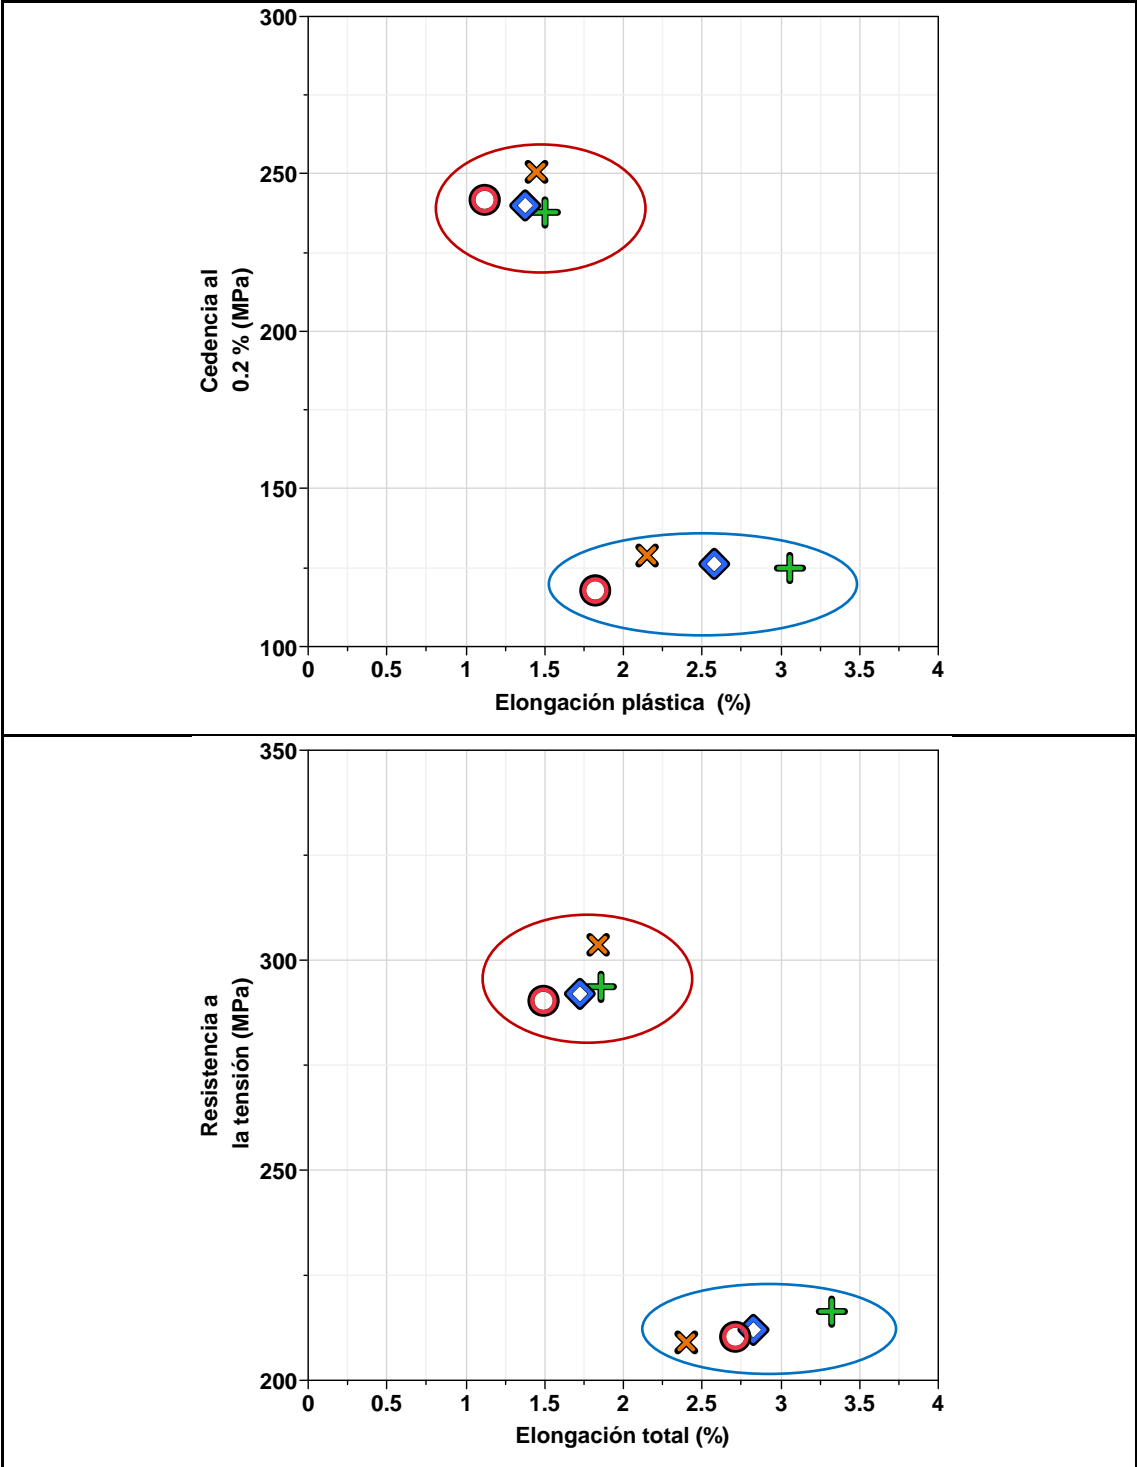 300
250
200
150
100
Cedencia al
0.2 % (MPa)
0 0.5 1 1.5 2 2.5 3 3.5 4
Elongación plástica (%)
350
300
250
200
Resistencia a
la tensión (MPa)
0 0.5 1 1.5 2 2.5 3 3.5 4
Elongación total (%)